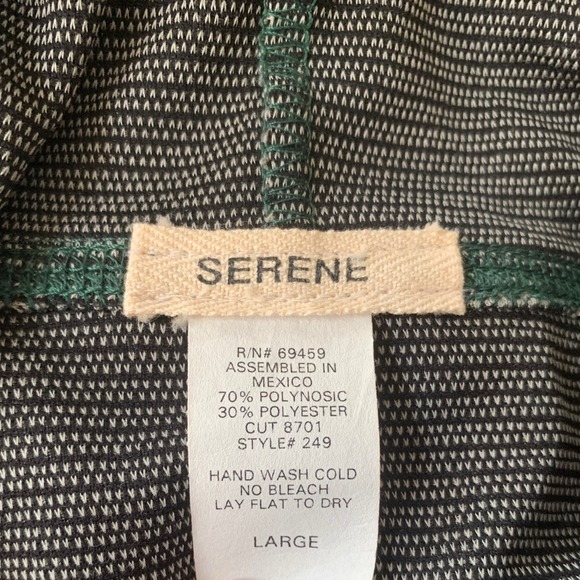 SERENE
R/N# 69459
ASSEMBLED IN
MEXICO
70% POLYNOSIC
30% POLYESTER
CUT 8701
STYLE# 249
HAND WASH COLD
NO BLEACH
LAY FLAT TO DRY
LARGE